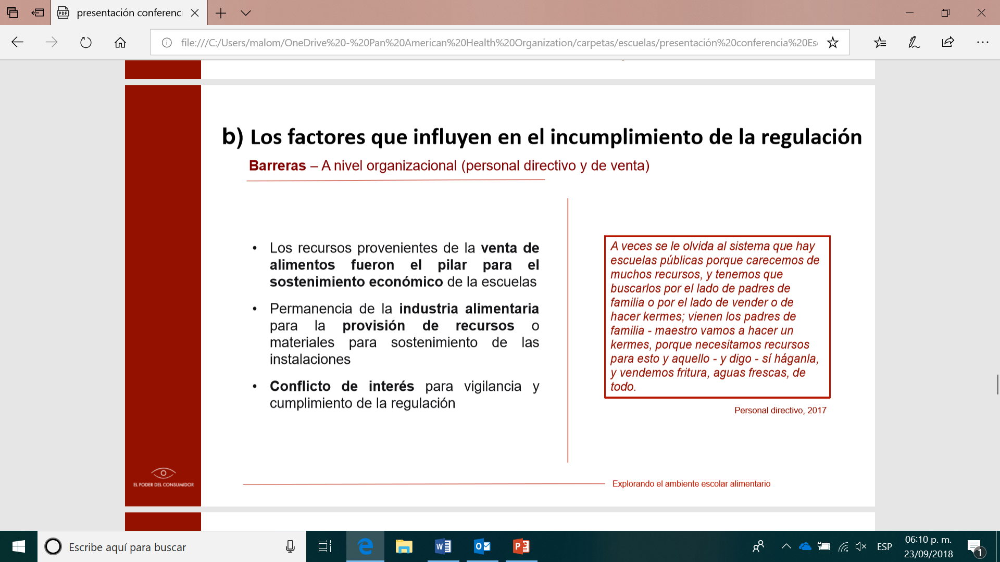 presentación conferenci
file:///C:/Users/malom/OneDrive%20-%20Pan%20American%20Health%20Organization/carpetas/escuelas/presentación%20conferencia%20Es
b) Los factores que influyen en el incumplimiento de la regulación
Barreras – A nivel organizacional (personal directivo y de venta)
• Los recursos provenientes de la venta de
alimentos fueron el pilar para el
sostenimiento económico de la escuelas
• Permanencia de la industria alimentaria
para la provisión de recursos o
materiales para sostenimiento de las
instalaciones
• Conflicto de interés para vigilancia y
cumplimiento de la regulación
A veces se le olvida al sistema que hay
escuelas públicas porque carecemos de
muchos recursos, y tenemos que
buscarlos por el lado de padres de
familia o por el lado de vender o de
hacer kermes; vienen los padres de
familia - maestro vamos a hacer un
kermes, porque necesitamos recursos
para esto y aquello - y digo - sí háganla,
y vendemos fritura, aguas frescas, de
todo.
Personal directivo, 2017
EL PODER DEL CONSUMIDOR
Explorando el ambiente escolar alimentario
Escribe aquí para buscar
ESP
06:10 p. m.
23/09/2018
1